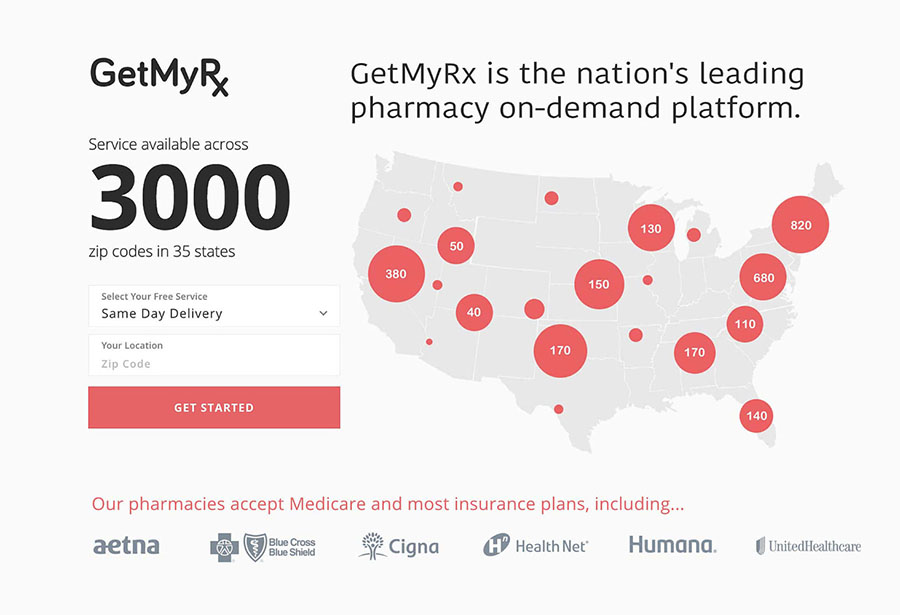 GetMyRx
GetMyRx is the nation's leading
pharmacy on-demand platform.
Service available across
3000
zip codes in 35 states
Select Your Free Service
Same Day Delivery
Your Location
Zip Code
GET STARTED
820
130
50
380
680
150
40
110
170
170
140
Our pharmacies accept Medicare and most insurance plans, including...
aetna
Blue Cross
Blue Shield
Cigna
Hn
Health Net®
Humana.
UnitedHealthcare